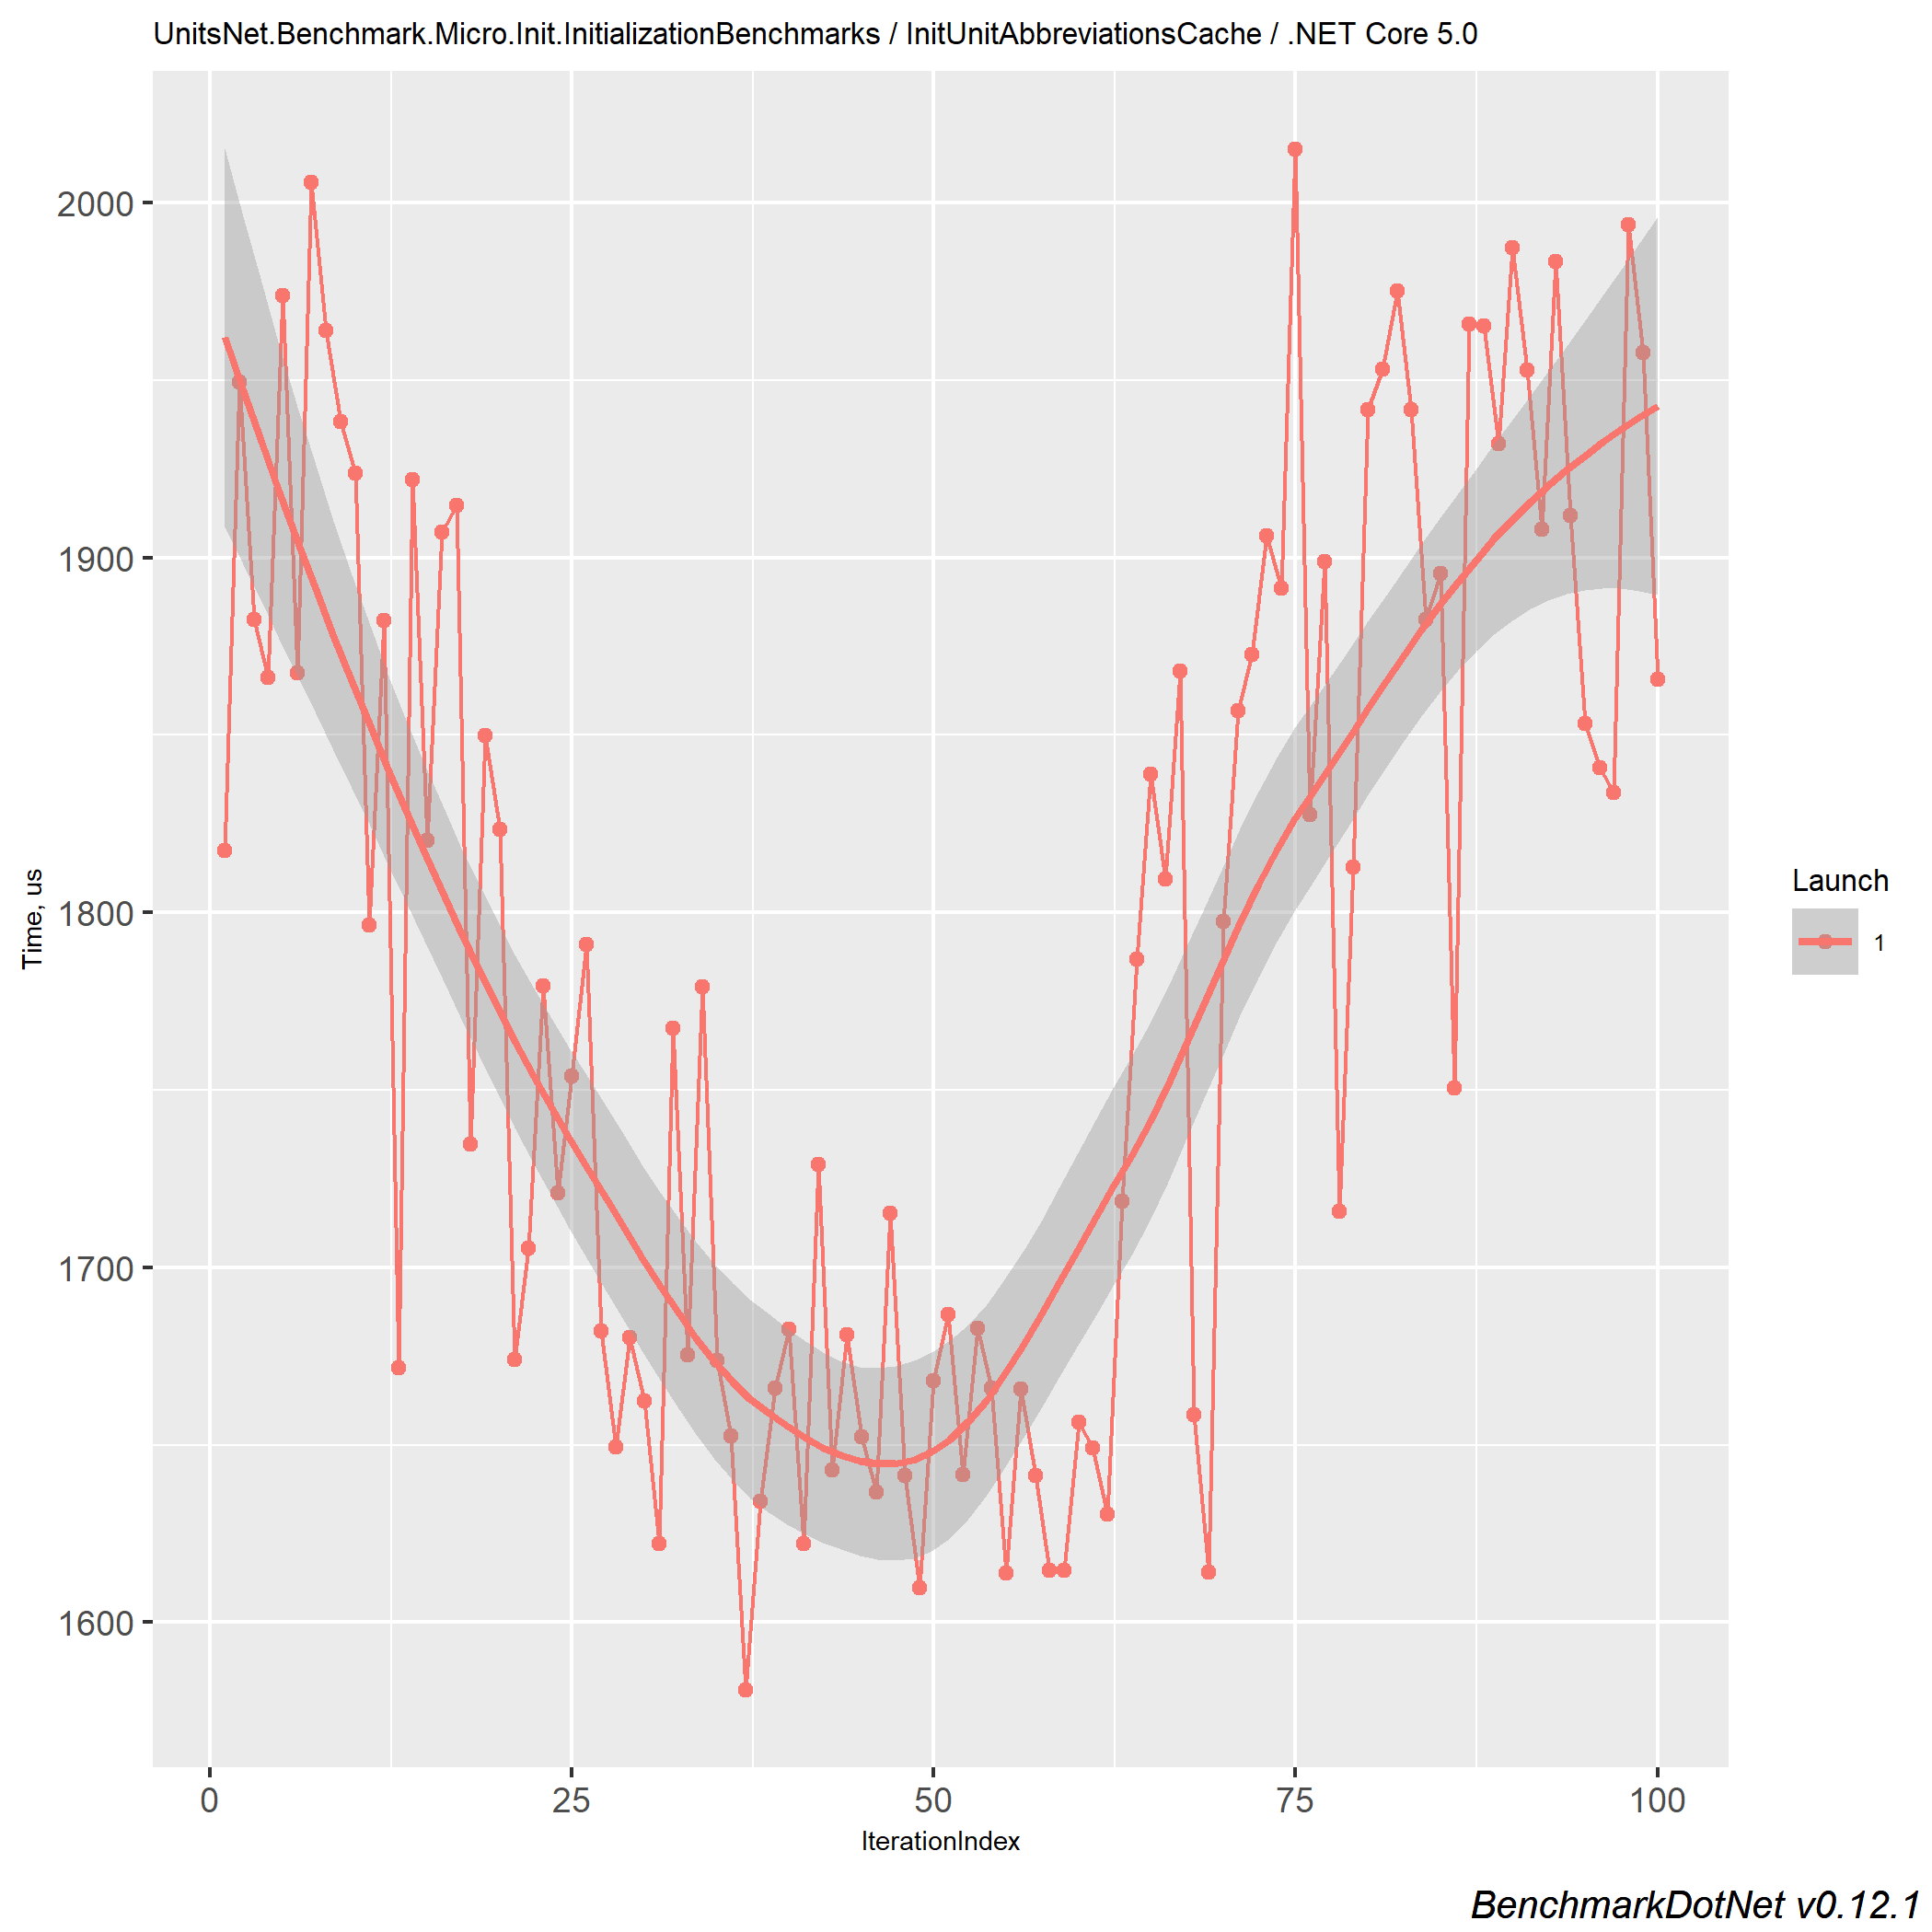 UnitsNet.Benchmark.Micro.Init.InitializationBenchmarks / InitUnitAbbreviationsCache / .NET Core 5.0
2000
1900
1800
1700
1600
Time, us
0 25 50 75 100
IterationIndex
Launch
1
BenchmarkDotNet v0.12.1